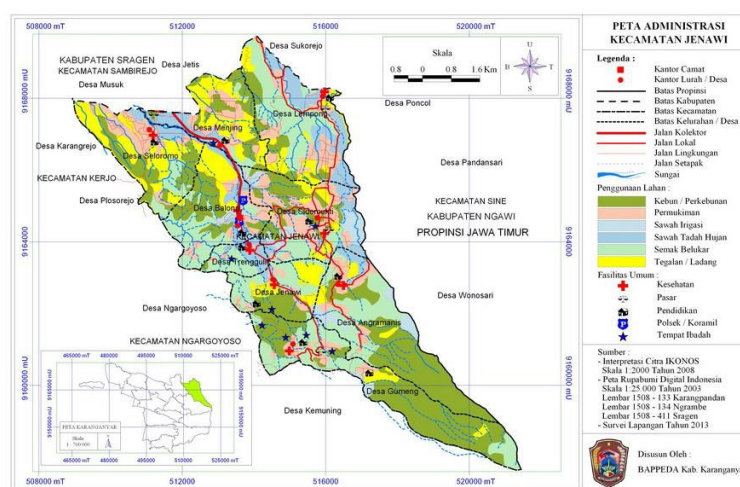 508000 mT
512000
516000
520000 mU
PETA ADMINISTRASI
KECAMATAN JENAWI
Legenda :
Kantor Camat
Kantor Lurah / Desa
Batas Propinsi
Batas Kabupaten
Batas Kecamatan
Batas Kelurahan / Desa
Jalan Kolektor
Jalan Lokal
Jalan Lingkungan
Jalan Setapak
Sungai
Penggunaan Lahan :
Kebun / Perkebunan
Permukiman
Sawah Irigasi
Sawah Tadah Hujan
Semak Belukar
Tegalan / Ladang
Fasilitas Umum :
Kesehatan
Pasar
Pendidikan
Polsek / Koramil
Tempat Ibadah
Sumber :
- Interpretasi Citra IKONOS
Skala 1:2000 Tahun 2008
- Peta Rupabumi Digital Indonesia
Skala 1:25 000 Tahun 2003
Lembar 1508 - 133 Karangpandan
Lembar 1508 - 134 Ngrambe
Lembar 1508 - 411 Sragen
- Survei Lapangan Tahun 2013
Disusun Oleh :
BAPPEDA Kab. Karangany
Skala
0.8 0 0.8 1.6 Km
U
B T
S
KABUPATEN SRAGEN
KECAMATAN SAMBIREJO
Desa Jetis
Desa Sukorejo
Desa Musuk
Desa Poncol
Desa Lempong
Desa Menjing
Desa Karangrejo
Desa Seloromo
Desa Pandansari
KECAMATAN KERJO
Desa Plosorejo
Desa Balong
Desa Sidomukti
KECAMATAN SINE
KABUPATEN NGAWI
PROPINSI JAWA TIMUR
KECAMATAN JENAWI
Desa Trengguli
Desa Jenawi
Desa Wonosari
Desa Ngargoyoso
Desa Anggramanis
KECAMATAN NGARGOYOSO
Desa Gumeng
Desa Kemuning
9168000 mU
9164000
9160000 mU
9168000 mU
9164000
9160000 mU
PETA KARANGANYAR
Skala
1 : 700.000
508000 mT
512000
516000
520000 mU